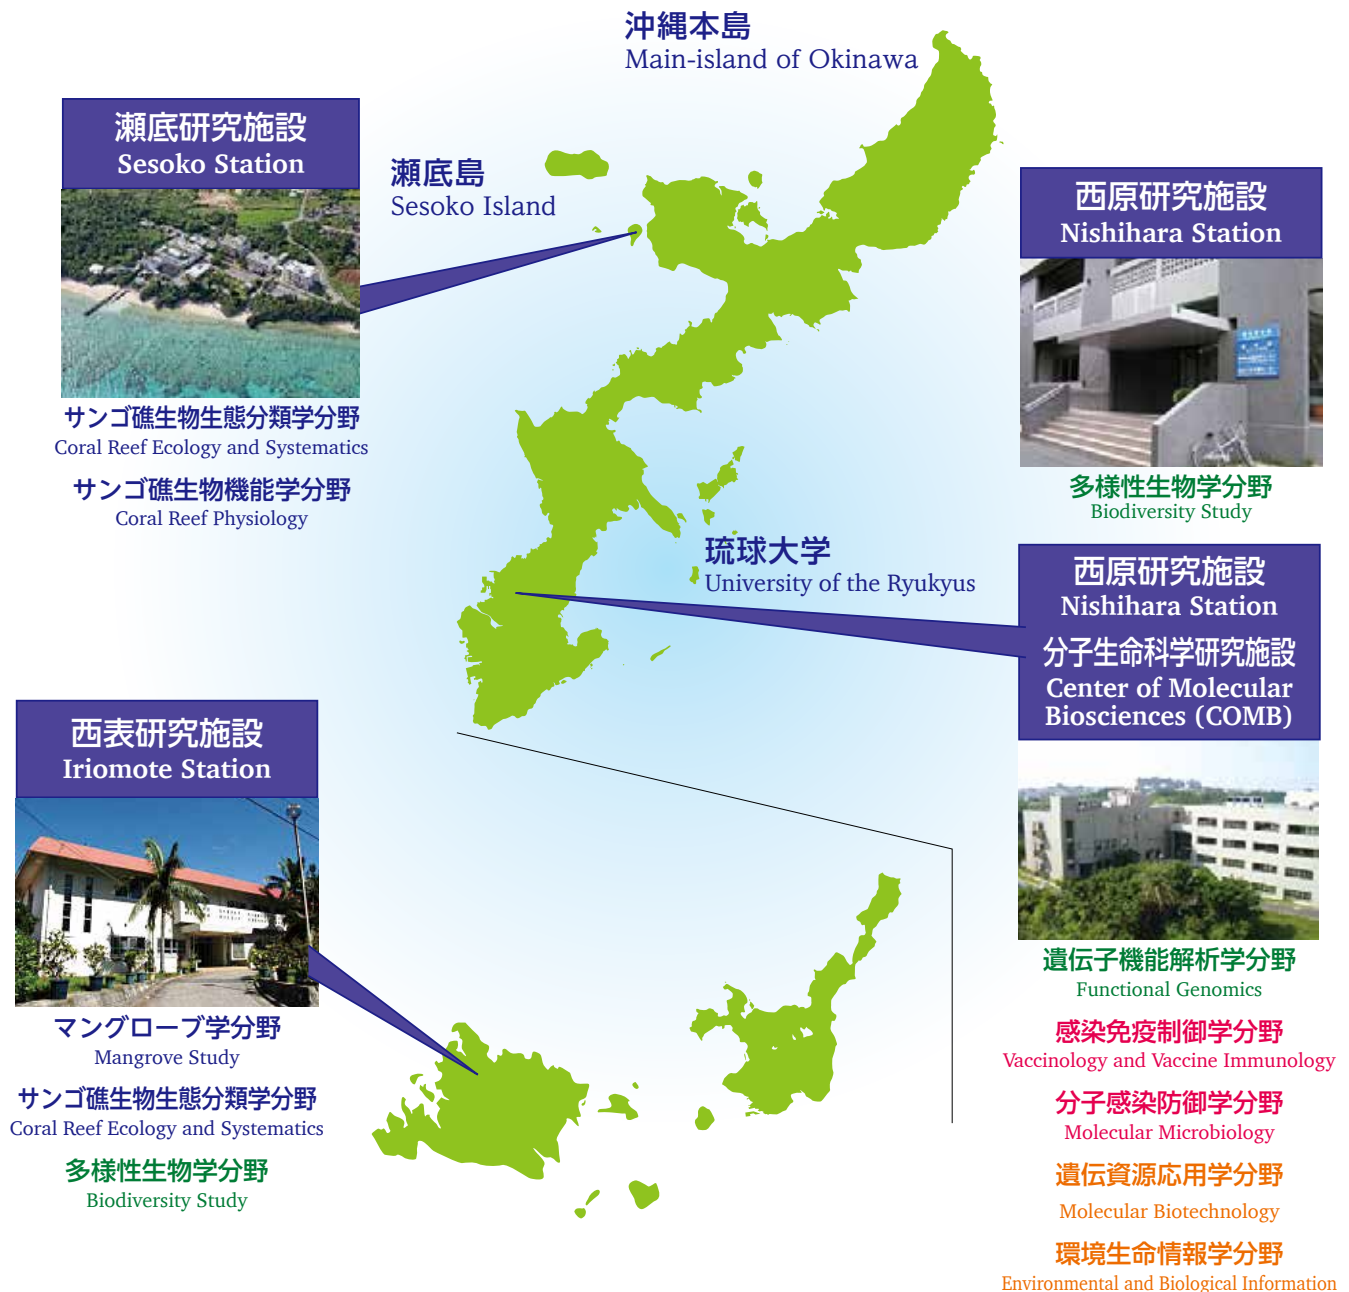 沖縄本島
Main-island of Okinawa
瀬底研究施設
Sesoko Station
瀬底島
Sesoko Island
サンゴ礁生物生態分類学分野
Coral Reef Ecology and Systematics
サンゴ礁生物機能学分野
Coral Reef Physiology
西原研究施設
Nishihara Station
多様性生物学分野
Biodiversity Study
琉球大学
University of the Ryukyus
西原研究施設
Nishihara Station
分子生命科学研究施設
Center of Molecular
Biosciences (COMB)
遺伝子機能解析学分野
Functional Genomics
感染免疫制御学分野
Vaccinology and Vaccine Immunology
分子感染防御学分野
Molecular Microbiology
遺伝資源応用学分野
Molecular Biotechnology
環境生命情報学分野
Environmental and Biological Information
西表研究施設
Iriomote Station
マングローブ学分野
Mangrove Study
サンゴ礁生物生態分類学分野
Coral Reef Ecology and Systematics
多様性生物学分野
Biodiversity Study